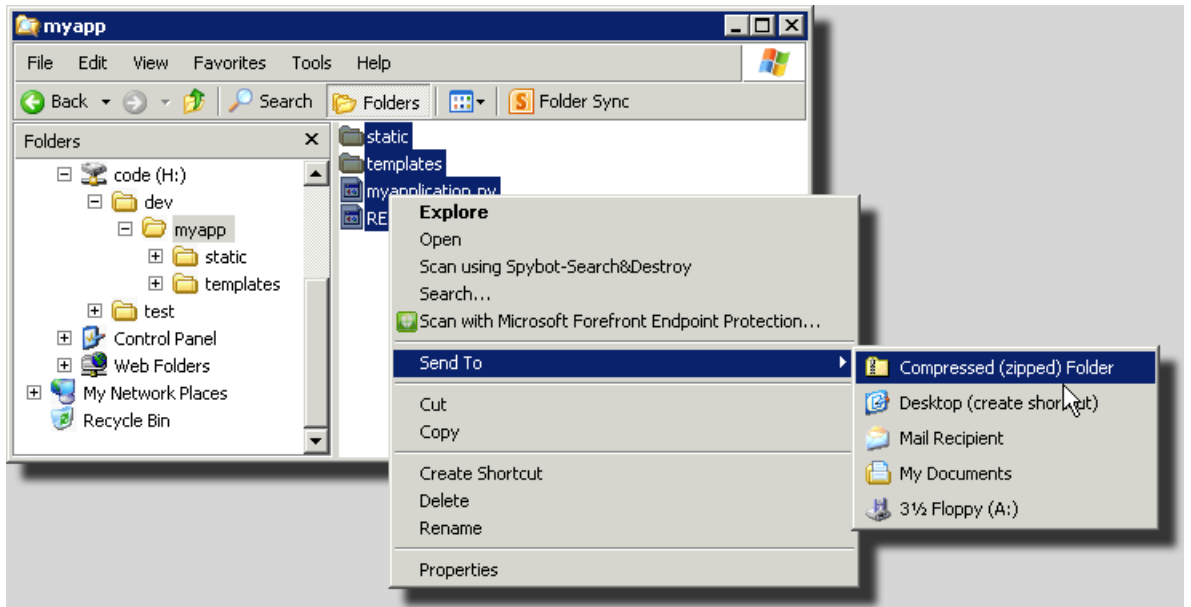 myapp
File Edit View Favorites Tools Help
Back Search Folders Folder Sync
Folders X
code (H:)
dev
myapp
static
templates
test
Control Panel
Web Folders
My Network Places
Recycle Bin
static
templates
myapplication.py
RE
Explore
Open
Scan using Spybot-Search&Destroy
Search...
Scan with Microsoft Forefront Endpoint Protection...
Send To
Cut
Copy
Create Shortcut
Delete
Rename
Properties
Compressed (zipped) Folder
Desktop (create shortcut)
Mail Recipient
My Documents
3½ Floppy (A:)